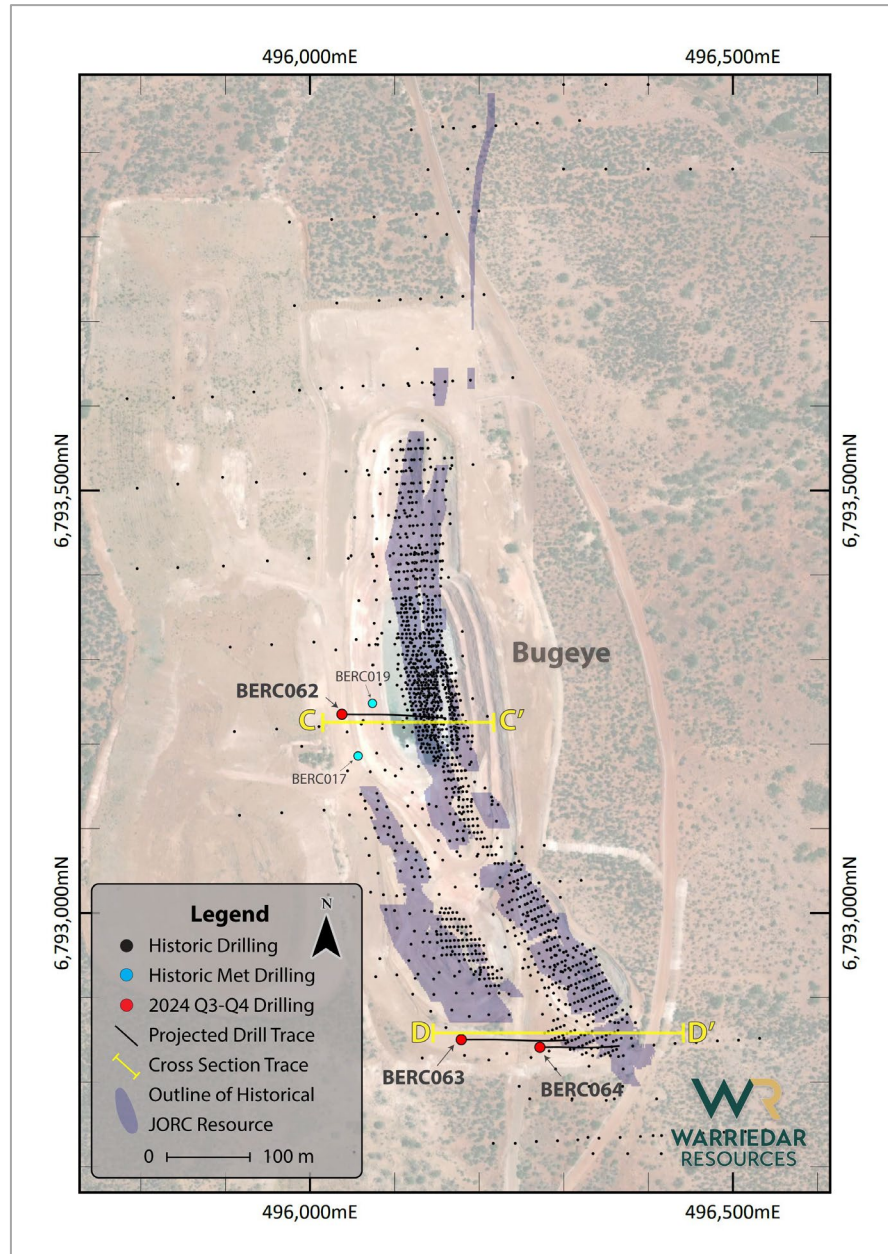 496,000mE
496,500mE
6,793,500mN
6,793,500mN
Bugeye
BERC019
BERC062
C
C'
BERC017
6,793,000mN
6,793,000mN
Legend
N
Historic Drilling
Historic Met Drilling
2024 Q3-Q4 Drilling
Projected Drill Trace
Cross Section Trace
Outline of Historical
JORC Resource
0
100 m
D
D'
BERC063
BERC064
WR
WARRIEDAR
RESOURCES
496,000mE
496,500mE